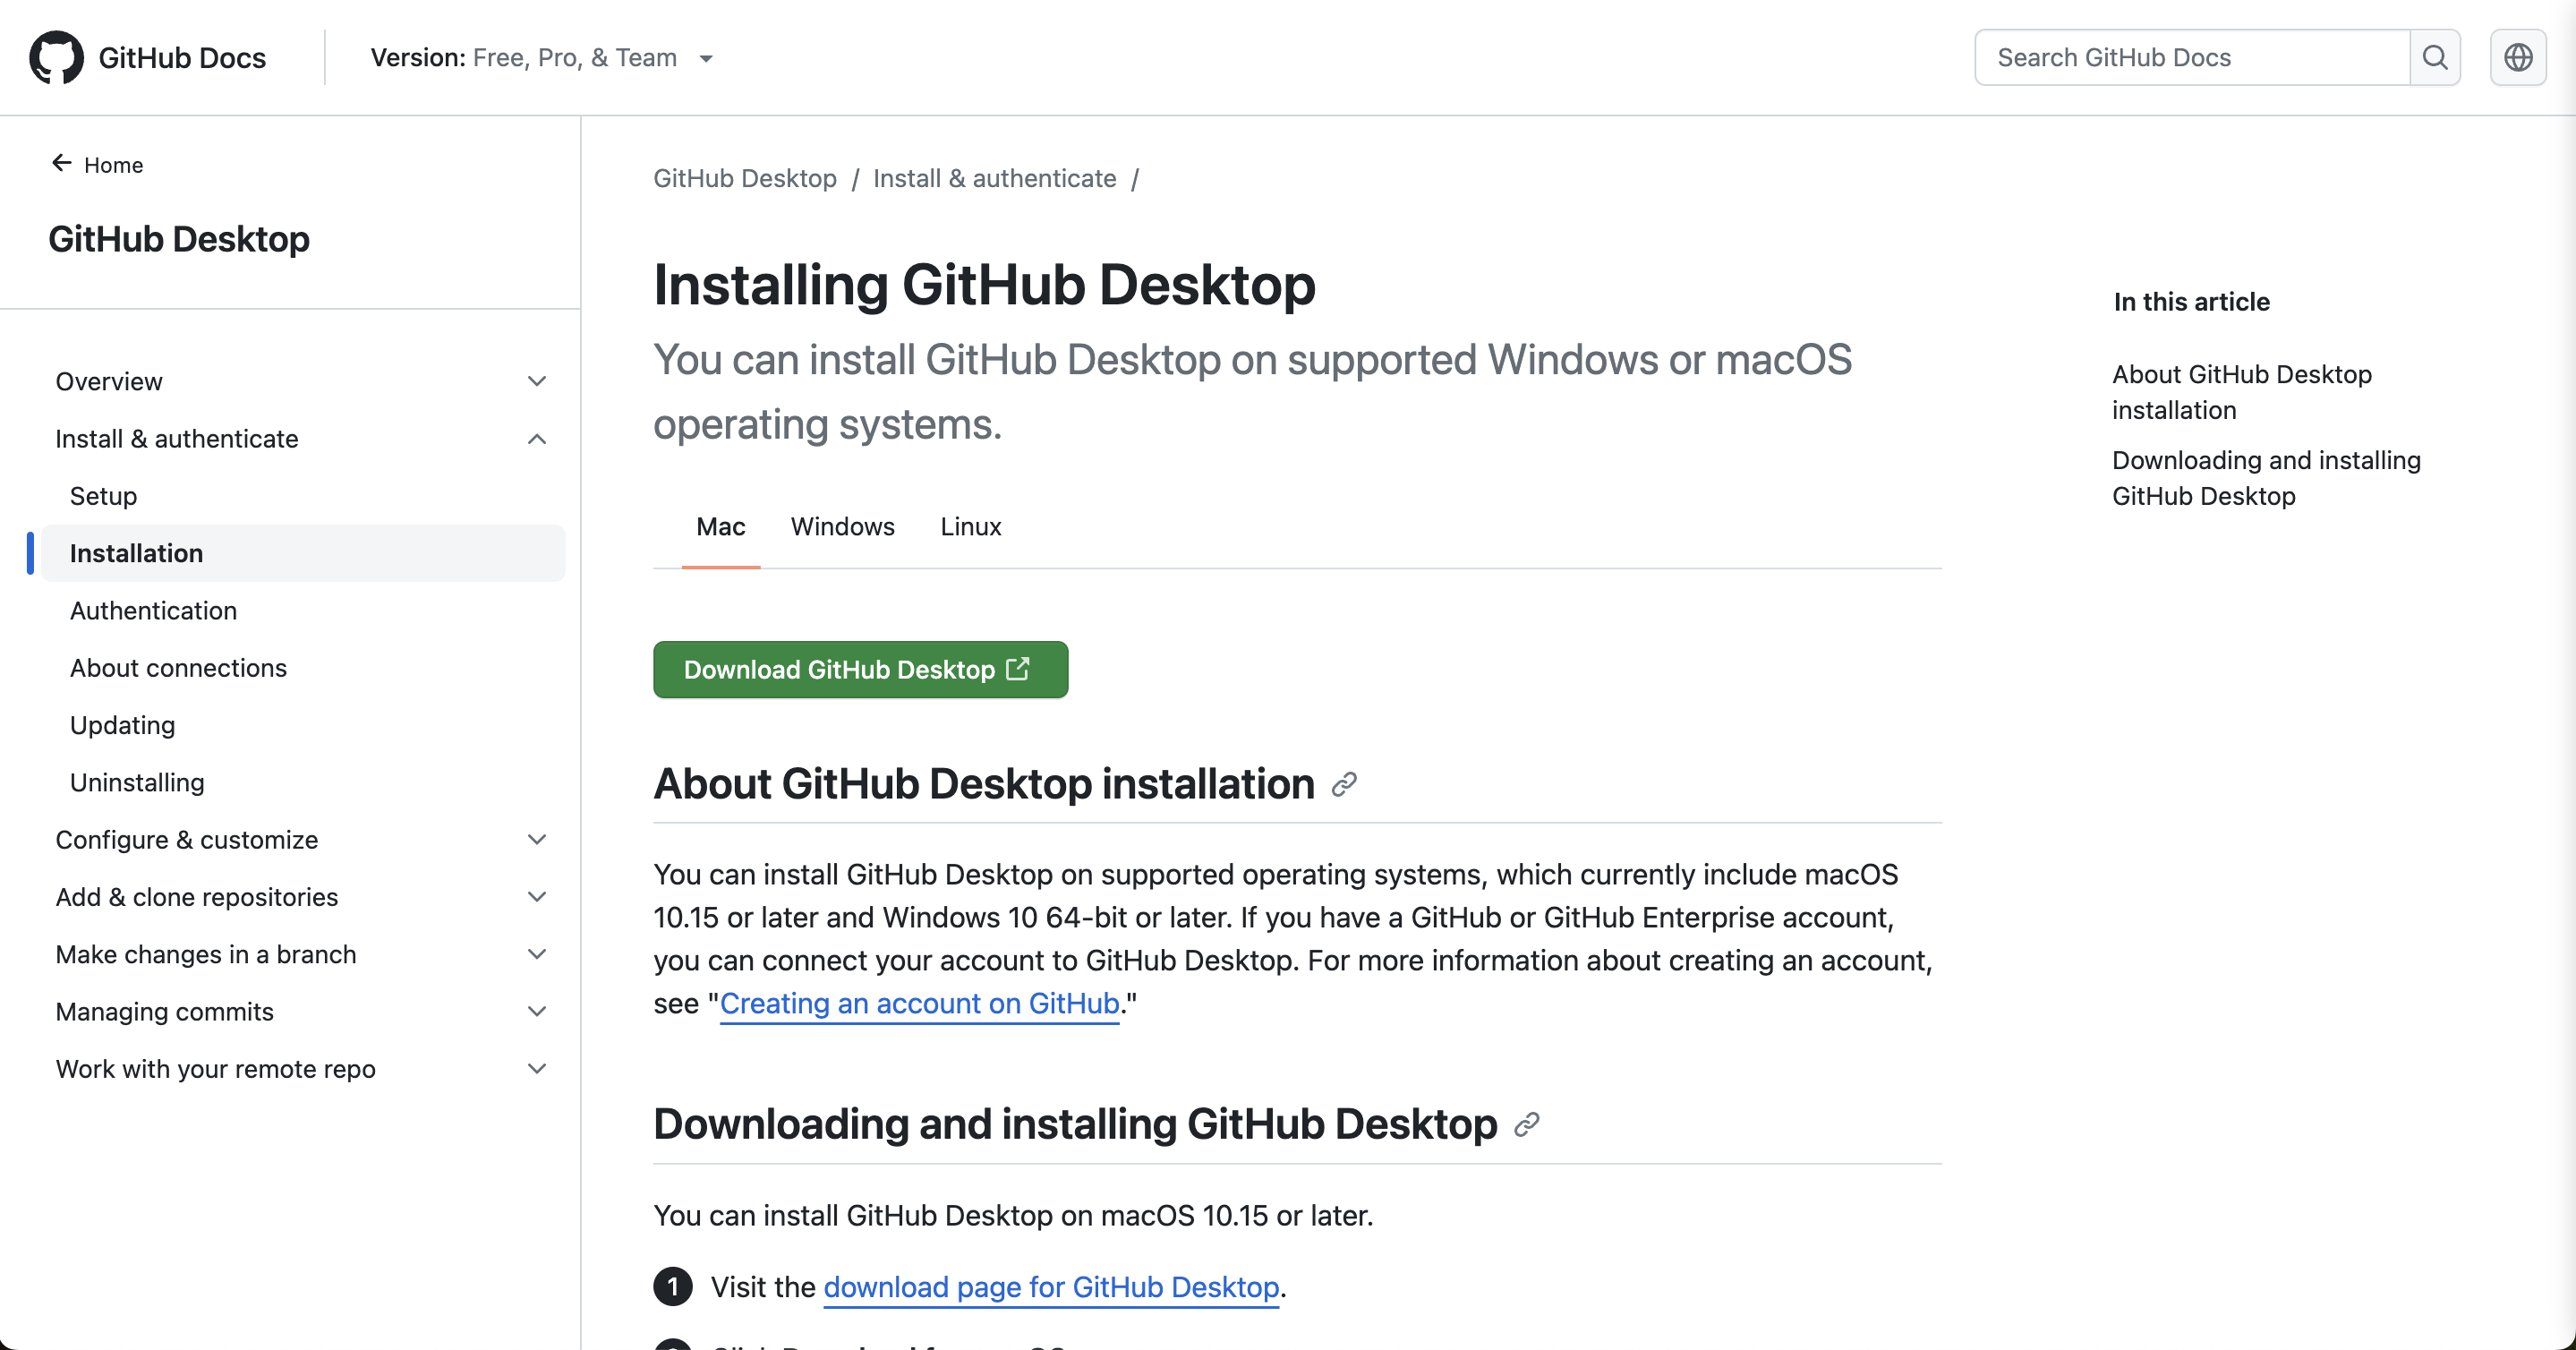 GitHub Docs
Version: Free, Pro, & Team
Search GitHub Docs
Home
GitHub Desktop
Overview
Install & authenticate
Setup
Installation
Authentication
About connections
Updating
Uninstalling
Configure & customize
Add & clone repositories
Make changes in a branch
Managing commits
Work with your remote repo
GitHub Desktop / Install & authenticate /
Installing GitHub Desktop
You can install GitHub Desktop on supported Windows or macOS
operating systems.
Mac Windows Linux
Download GitHub Desktop
About GitHub Desktop installation
You can install GitHub Desktop on supported operating systems, which currently include macOS
10.15 or later and Windows 10 64-bit or later. If you have a GitHub or GitHub Enterprise account,
you can connect your account to GitHub Desktop. For more information about creating an account,
see "Creating an account on GitHub."
Downloading and installing GitHub Desktop
You can install GitHub Desktop on macOS 10.15 or later.
1 Visit the download page for GitHub Desktop.
In this article
About GitHub Desktop
installation
Downloading and installing
GitHub Desktop